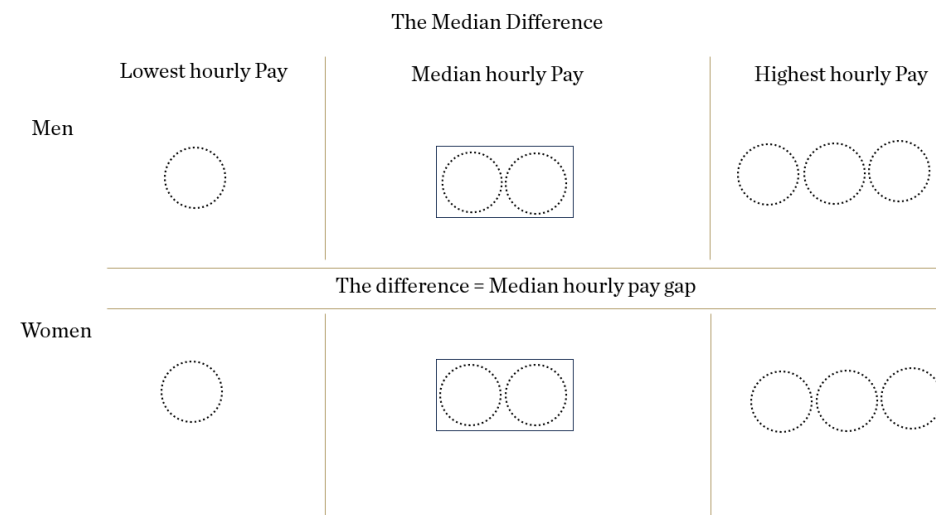 The Median Difference
Lowest hourly Pay
Median hourly Pay
Highest hourly Pay
Men
The difference = Median hourly pay gap
Women